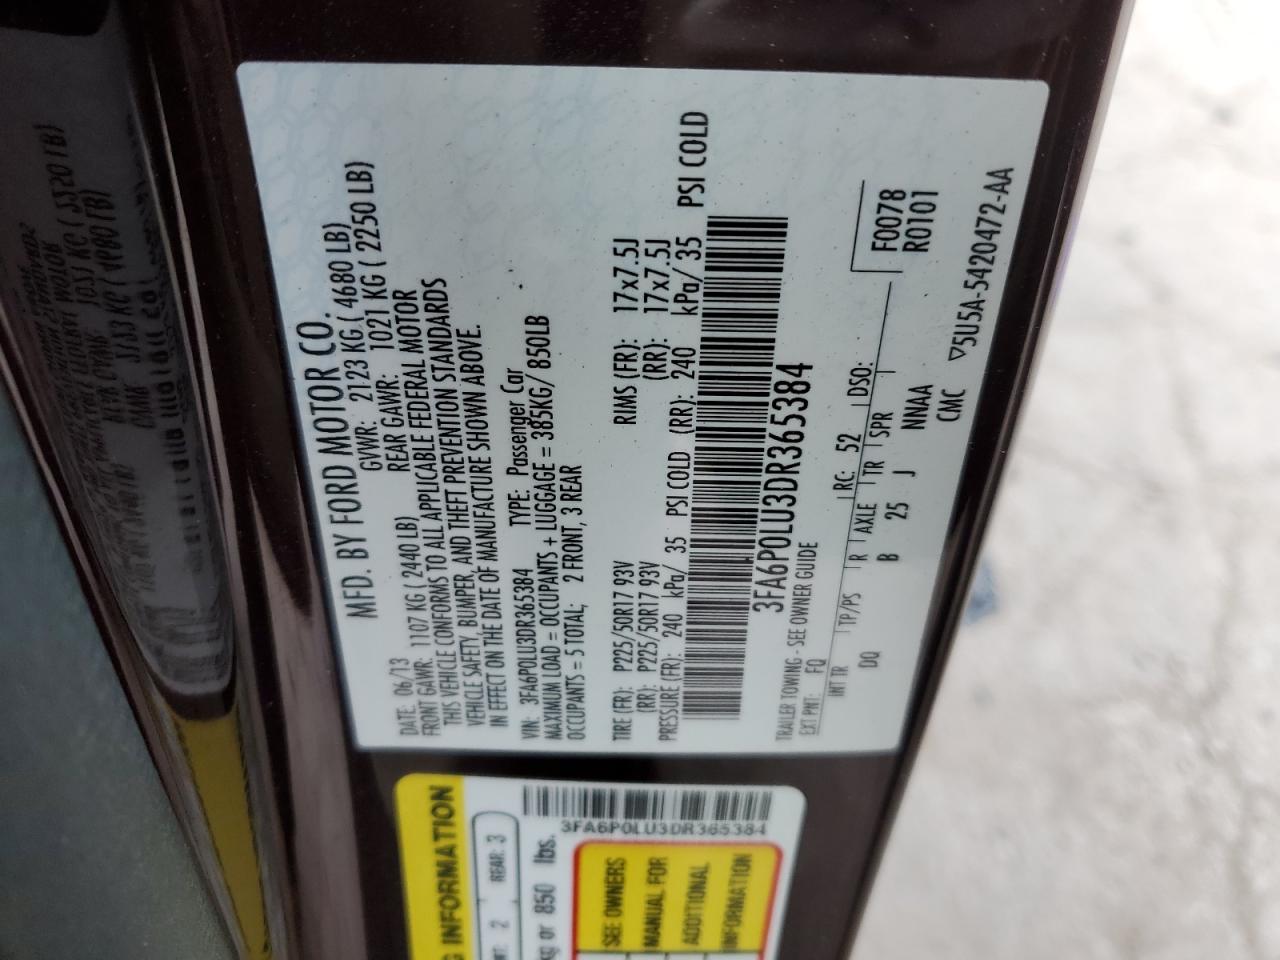 MFD. BY FORD MOTOR CO.
DATE: 06/13 GVWR: 2123 KG ( 4680 LB)
FRONT GAWR: 1107 KG ( 2440 LB) REAR GAWR: 1021 KG ( 2250 LB)
THIS VEHICLE CONFORMS TO ALL APPLICABLE FEDERAL MOTOR
VEHICLE SAFETY, BUMPER, AND THEFT PREVENTION STANDARDS
IN EFFECT ON THE DATE OF MANUFACTURE SHOWN ABOVE.
VIN: 3FA6P0LU3DR365384 TYPE: Passenger Car
MAXIMUM LOAD = OCCUPANTS + LUGGAGE = 385KG/ 850LB
OCCUPANTS = 5 TOTAL; 2 FRONT, 3 REAR
TIRE (FR): P225/50R17 93V RIMS (FR): 17x7.5J
(RR): P225/50R17 93V (RR): 17x7.5J
PRESSURE (FR): 240 kPa/ 35 PSI COLD (RR): 240 kPa/ 35 PSI COLD
3FA6P0LU3DR365384
TRAILER TOWING - SEE OWNER GUIDE
EXT PNT: FQ RC: 52 DSO: F0078
R0101
INT TR TP/PS R AXLE TR SPR
DQ B 25 J NNAA
CMC ▽5U5A-5420472-AA
INFORMATION
2 REAR: 3
3FA6P0LU3DR365384
kg or 850 lbs.
SEE OWNERS
MANUAL FOR
ADDITIONAL
INFORMATION